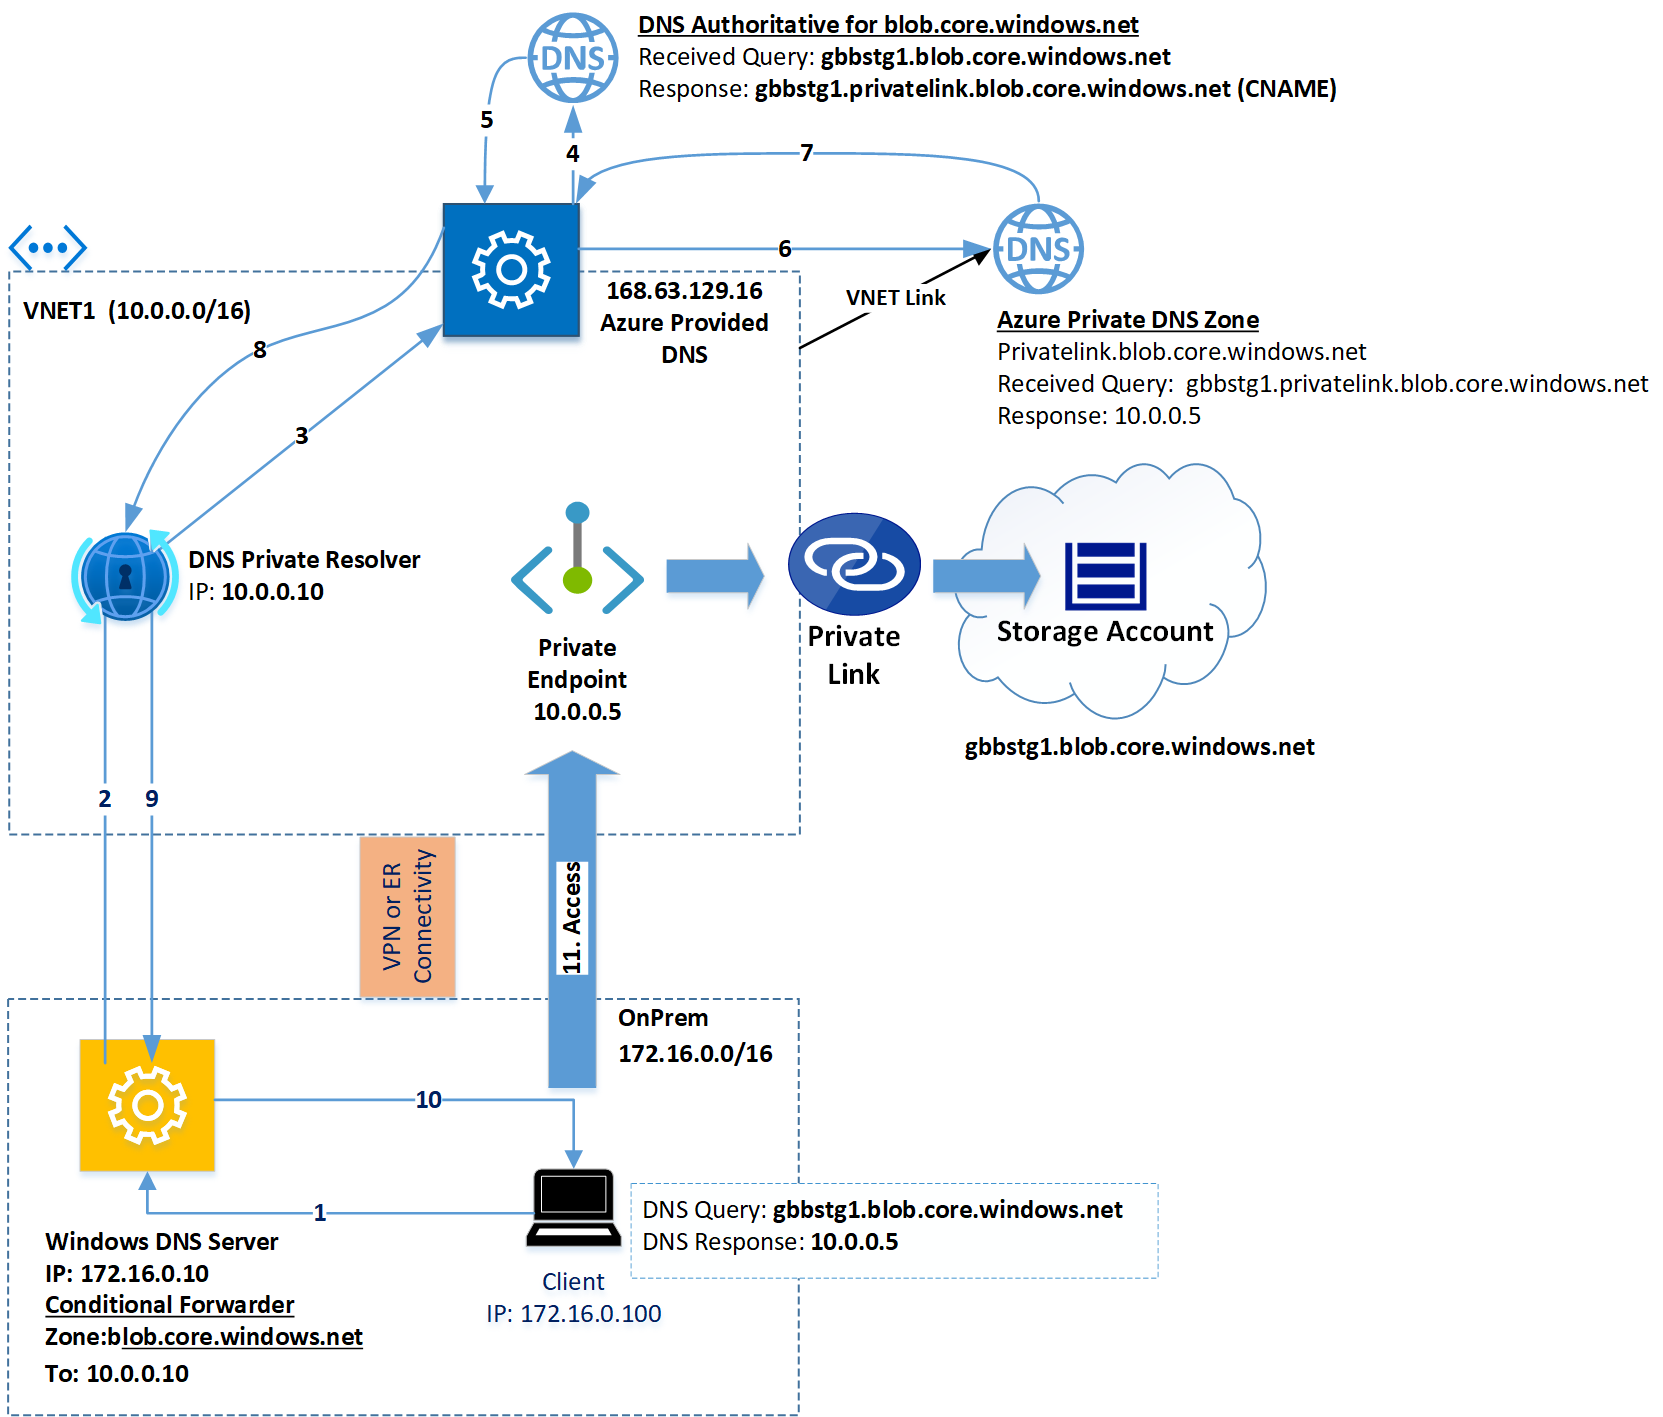 DNS
DNS Authoritative for blob.core.windows.net
Received Query: gbbstg1.blob.core.windows.net
Response: gbbstg1.privatelink.blob.core.windows.net (CNAME)
5
4
7
6
DNS
VNET Link
VNET1 (10.0.0.0/16)
168.63.129.16
Azure Provided
DNS
Azure Private DNS Zone
Privatelink.blob.core.windows.net
Received Query: gbbstg1.privatelink.blob.core.windows.net
Response: 10.0.0.5
8
3
DNS Private Resolver
IP: 10.0.0.10
Private
Endpoint
10.0.0.5
Private
Link
Storage Account
gbbstg1.blob.core.windows.net
2
9
VPN or ER
Connectivity
11. Access
OnPrem
172.16.0.0/16
10
1
Windows DNS Server
IP: 172.16.0.10
Conditional Forwarder
Zone:blob.core.windows.net
To: 10.0.0.10
Client
IP: 172.16.0.100
DNS Query: gbbstg1.blob.core.windows.net
DNS Response: 10.0.0.5